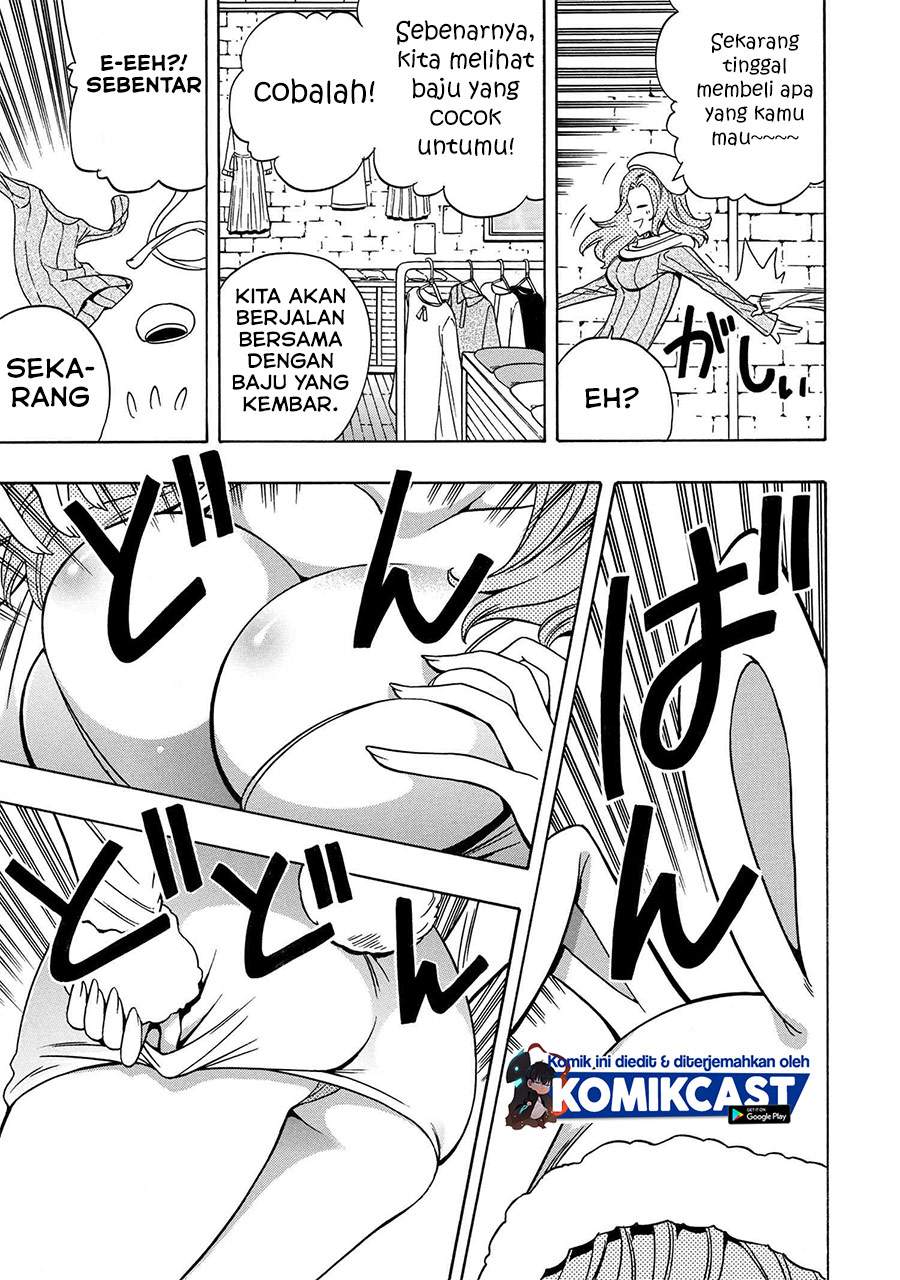 Sekarang
tinggal
membeli apa
yang kamu
mau~~~~
EH?
がしぃ
Sebenarnya,
kita melihat
baju yang
cocok
untumu!
cobalah!
KITA AKAN
BERJALAN
BERSAMA
DENGAN
BAJU YANG
KEMBAR.
E-EEH?!
SEBENTAR
SEKA-
RANG
ばん
どん
どどん
Komik ini diedit & diterjemahkan oleh
KOMIKCAST
GET IT ON
Google Play